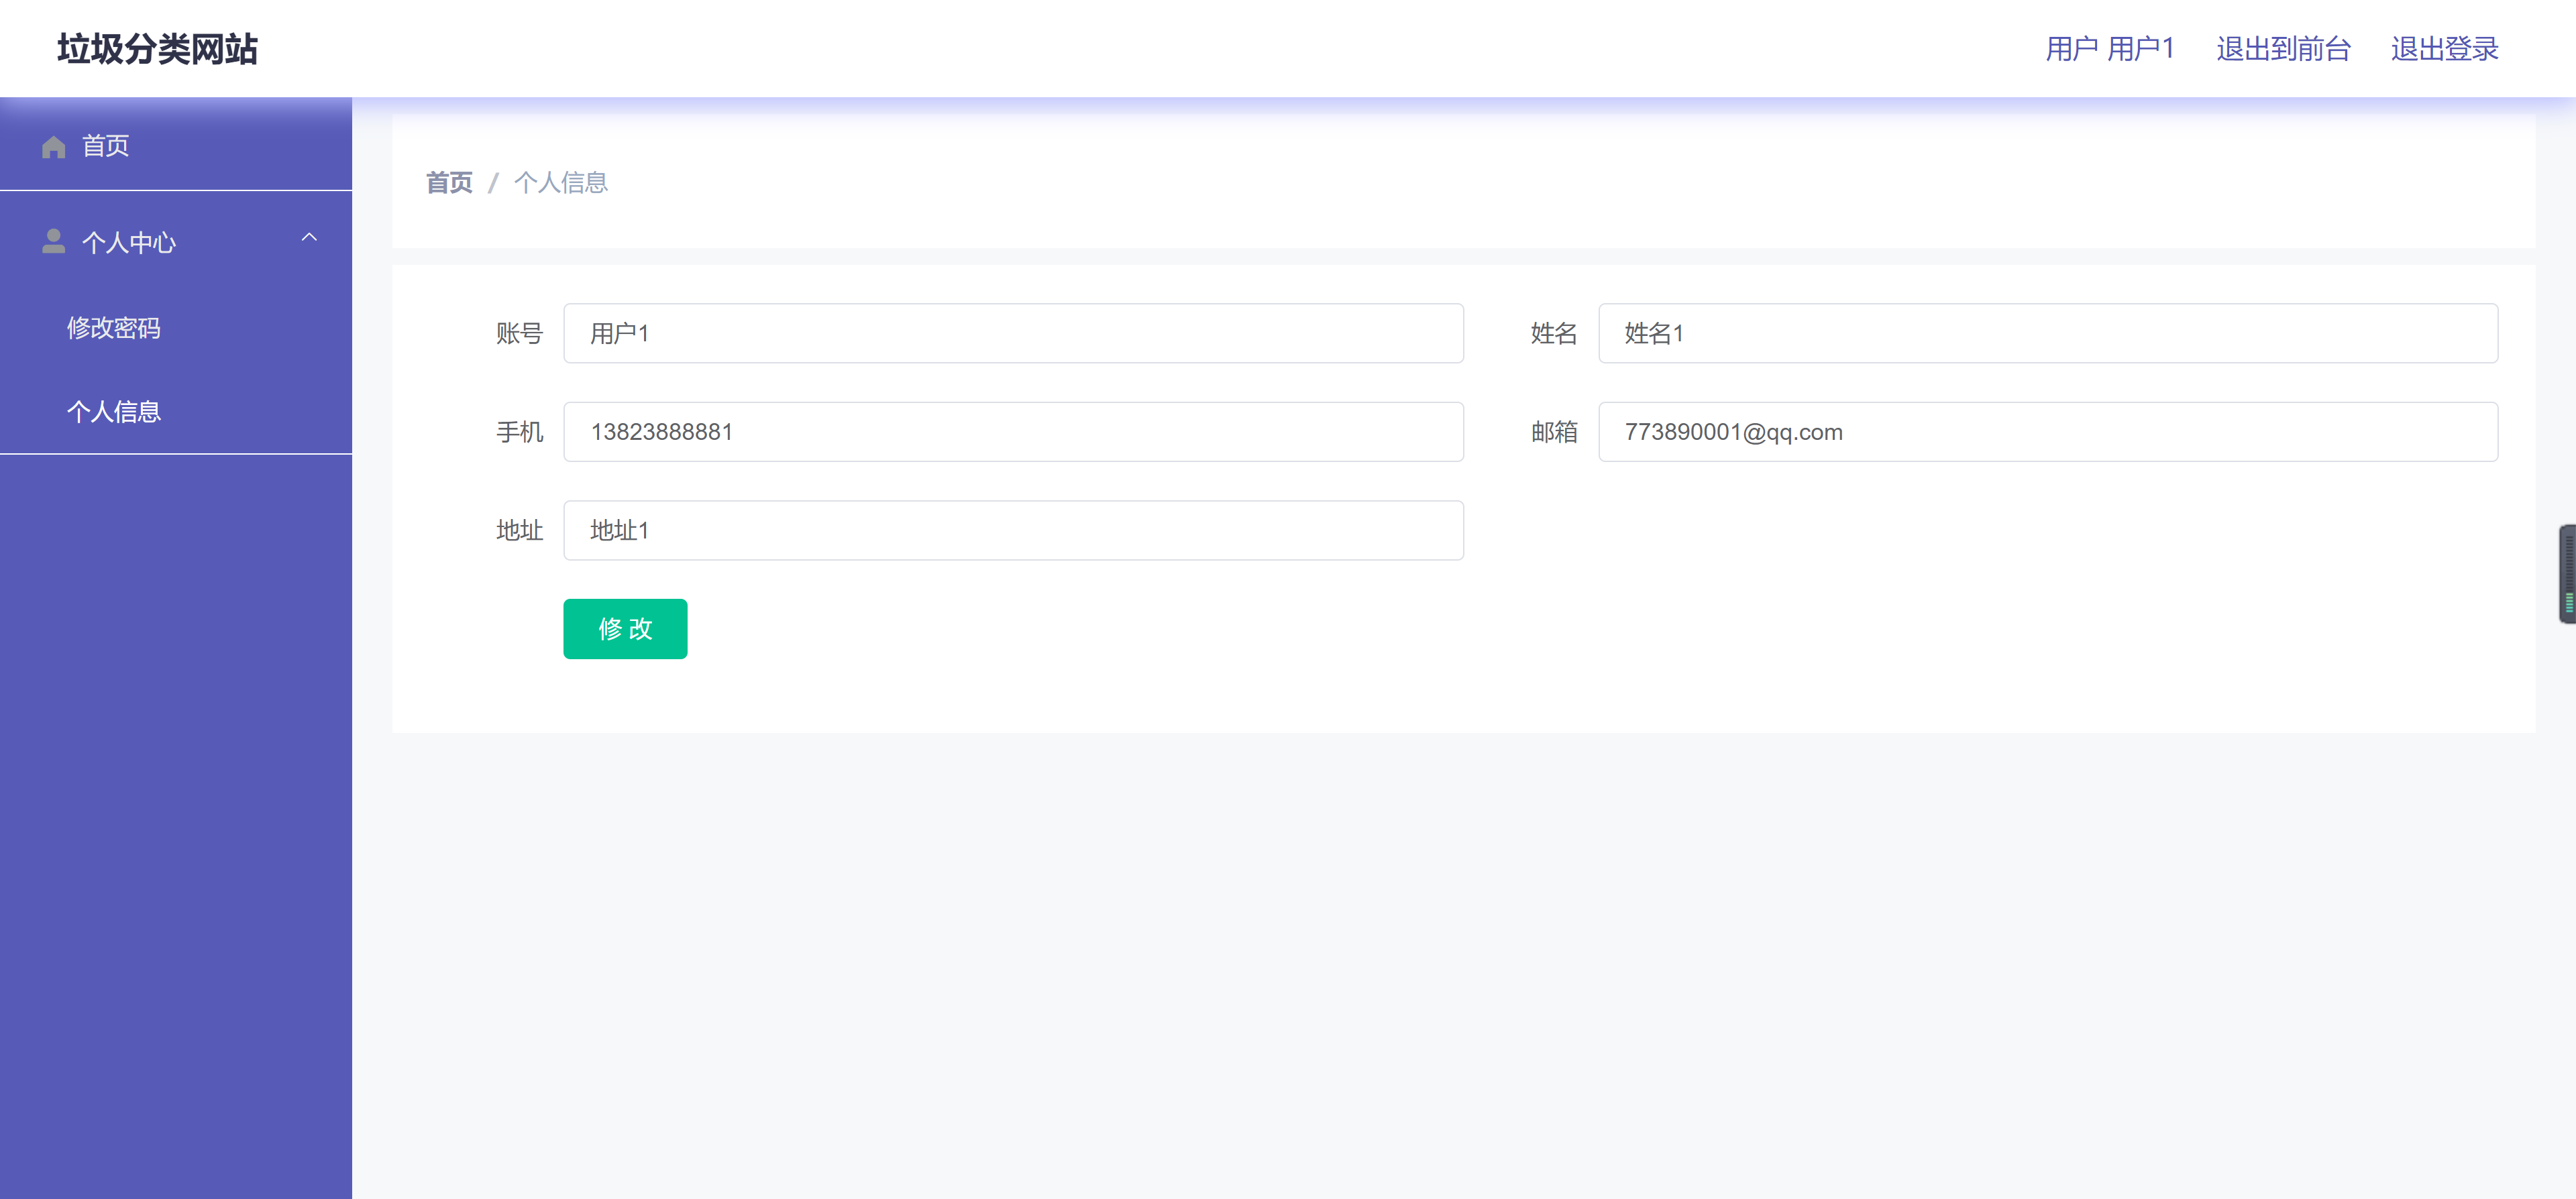 垃圾分类网站
用户 用户1 退出到前台 退出登录
首页
个人中心
修改密码
个人信息
首页 / 个人信息
账号 用户1 姓名 姓名1
手机 13823888881 邮箱 773890001@qq.com
地址 地址1
修 改